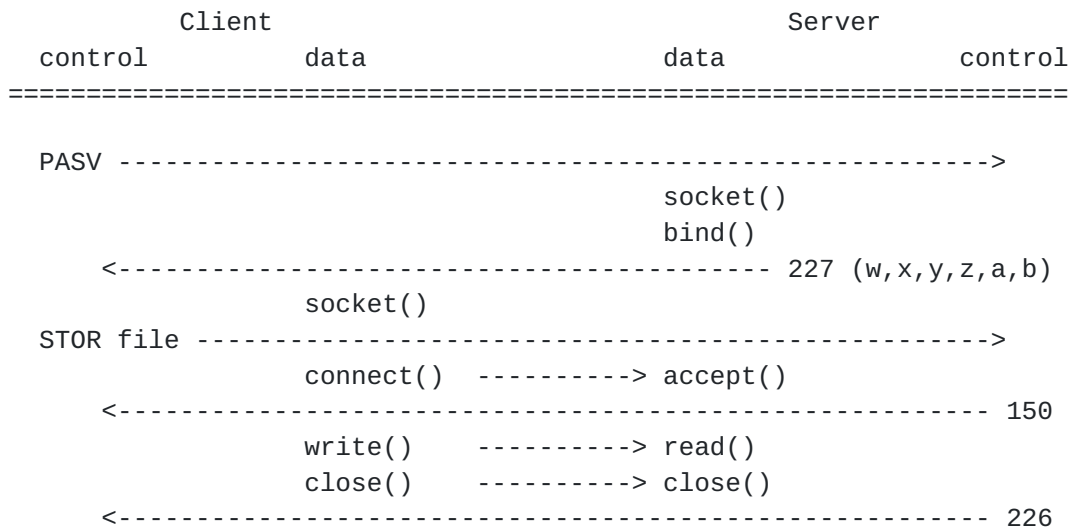 Client Server
control data data control
======================================================================
PASV -------------------------------------------------------->
socket()
bind()
<------------------------------------------ 227 (w,x,y,z,a,b)
socket()
STOR file --------------------------------------------------->
connect() ----------> accept()
<-------------------------------------------------------- 150
write() ----------> read()
close() ----------> close()
<-------------------------------------------------------- 226